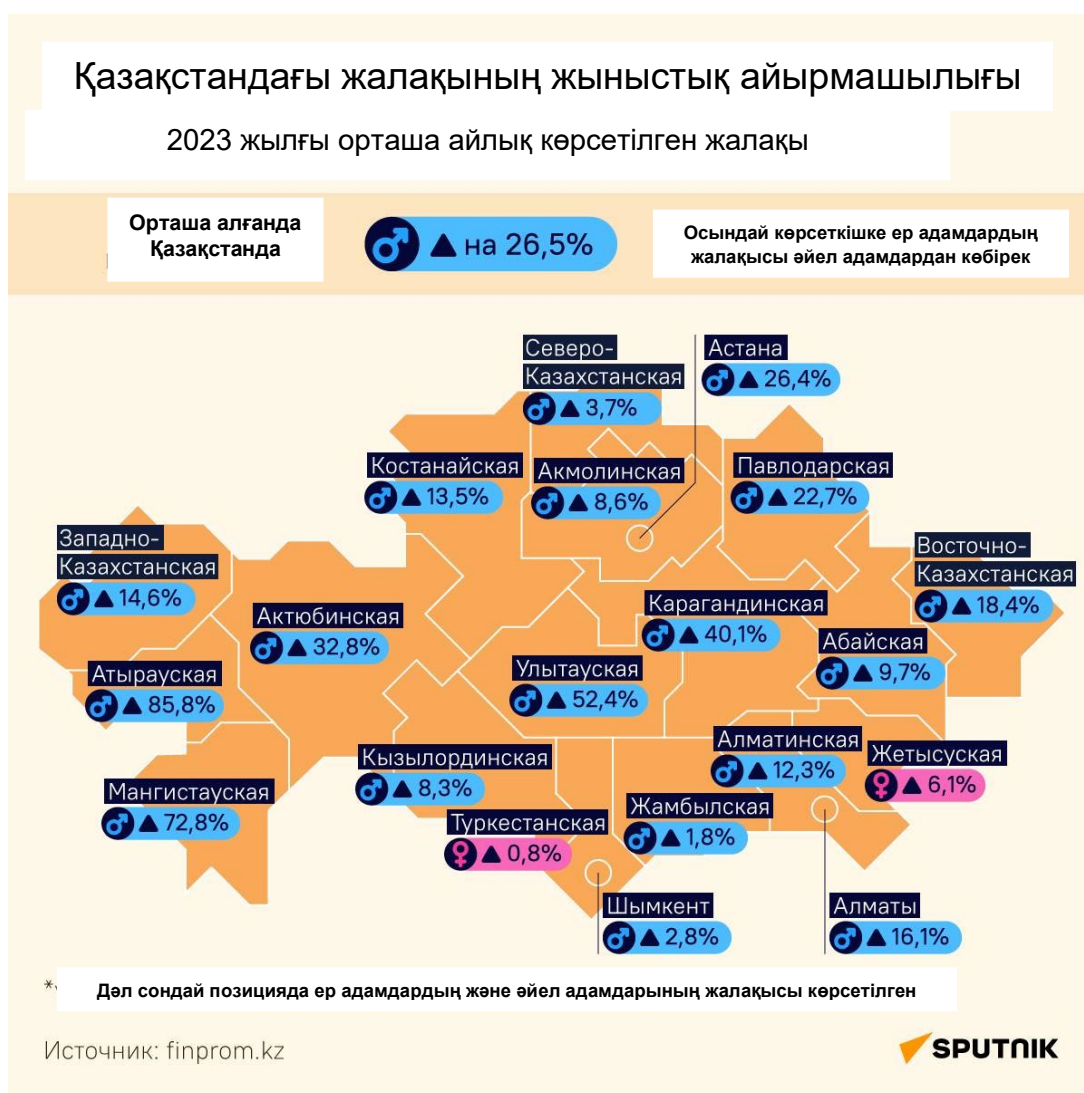 Қазақстандағы жалақының жыныстық айырмашылығы
2023 жылғы орташа айлық көрсетілген жалақы
Орташа алғанда
Қазақстанда
▲ на 26,5%
Осындай көрсеткішке ер адамдардың
жалақысы әйел адамдардан көбірек
Северо-
Казахстанская
▲ 3,7%
Астана
▲ 26,4%
Костанайская
▲ 13,5%
Акмолинская
▲ 8,6%
Павлодарская
▲ 22,7%
Западно-
Казахстанская
▲ 14,6%
Восточно-
Казахстанская
▲ 18,4%
Актюбинская
▲ 32,8%
Карагандинская
▲ 40,1%
Абайская
▲ 9,7%
Атырауская
▲ 85,8%
Улытауская
▲ 52,4%
Алматинская
▲ 12,3%
Жетысуская
▲ 6,1%
Кызылординская
▲ 8,3%
Мангистауская
▲ 72,8%
Жамбылская
▲ 1,8%
Туркестанская
▲ 0,8%
Шымкент
▲ 2,8%
Алматы
▲ 16,1%
* Дәл сондай позицияда ер адамдардың және әйел адамдарының жалақысы көрсетілген
Источник: finprom.kz
SPUTNIK